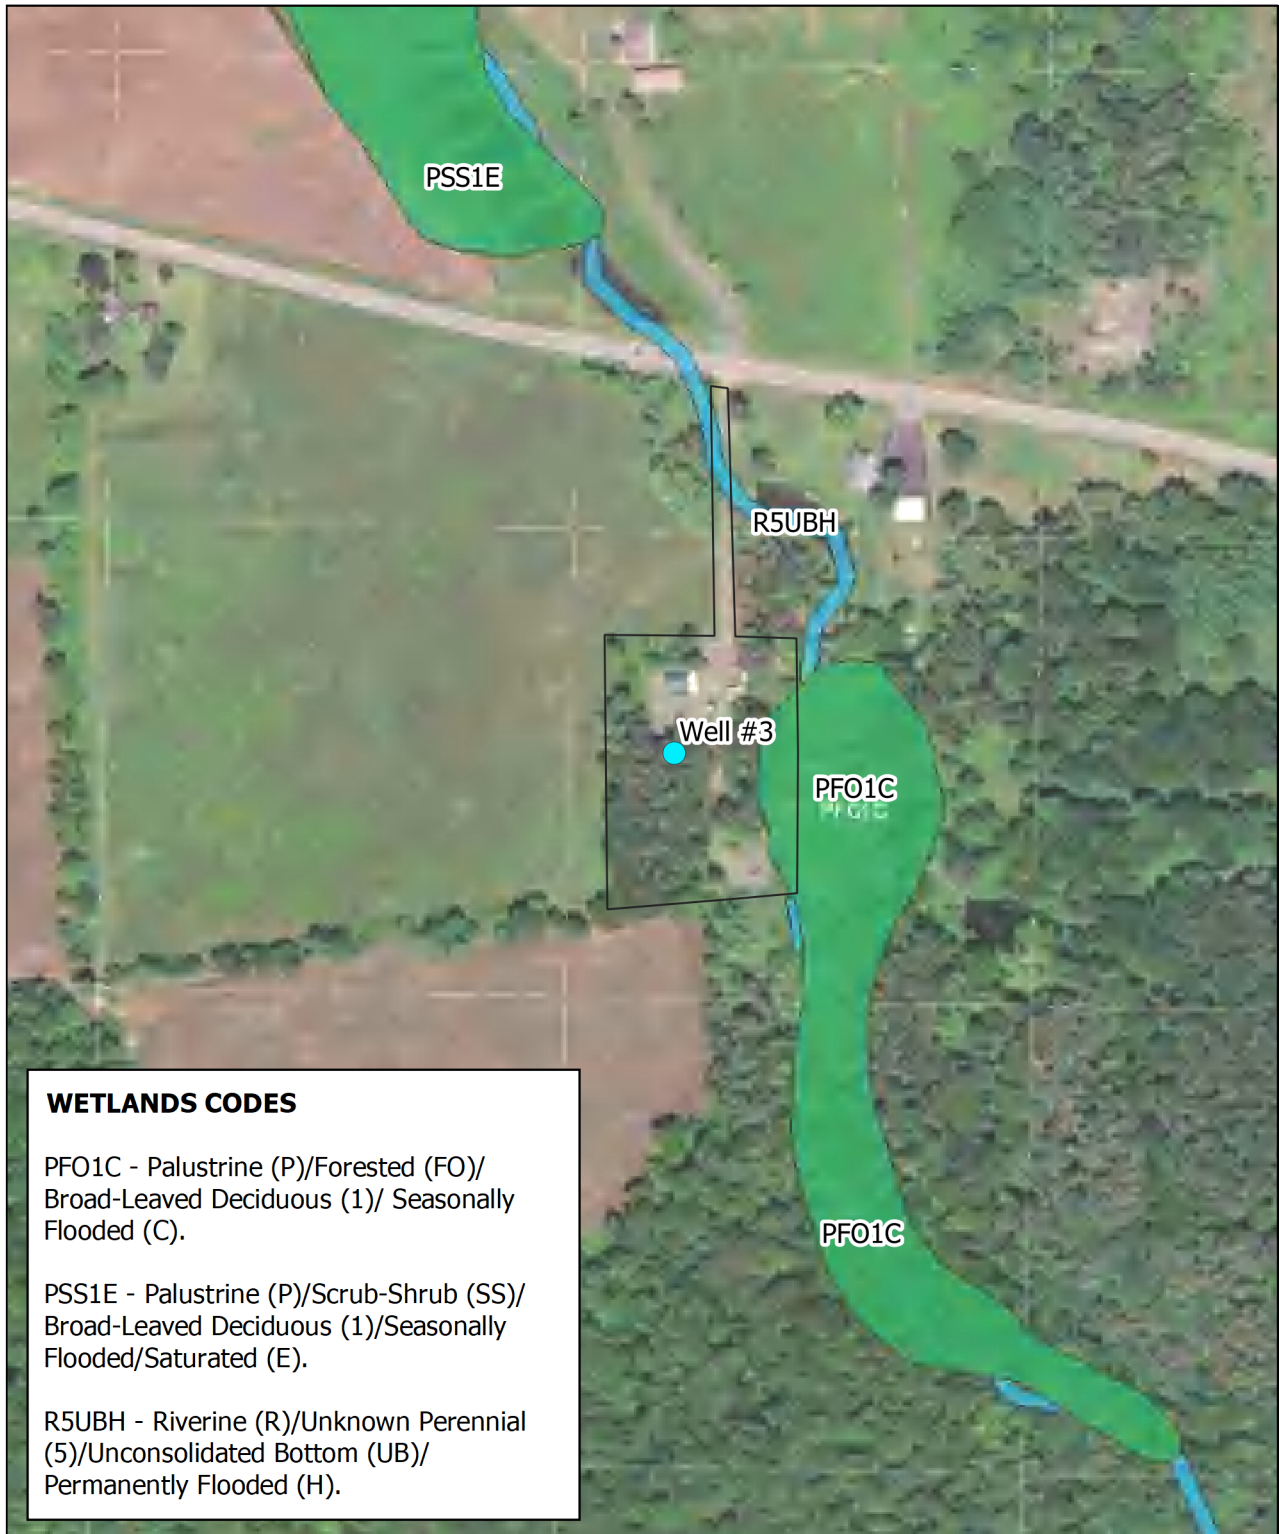 PSS1E
R5UBH
Well #3
PFO1C
PFO1C
PFO1C
WETLANDS CODES
PFO1C - Palustrine (P)/Forested (FO)/
Broad-Leaved Deciduous (1)/ Seasonally
Flooded (C).
PSS1E - Palustrine (P)/Scrub-Shrub (SS)/
Broad-Leaved Deciduous (1)/Seasonally
Flooded/Saturated (E).
R5UBH - Riverine (R)/Unknown Perennial
(5)/Unconsolidated Bottom (UB)/
Permanently Flooded (H).